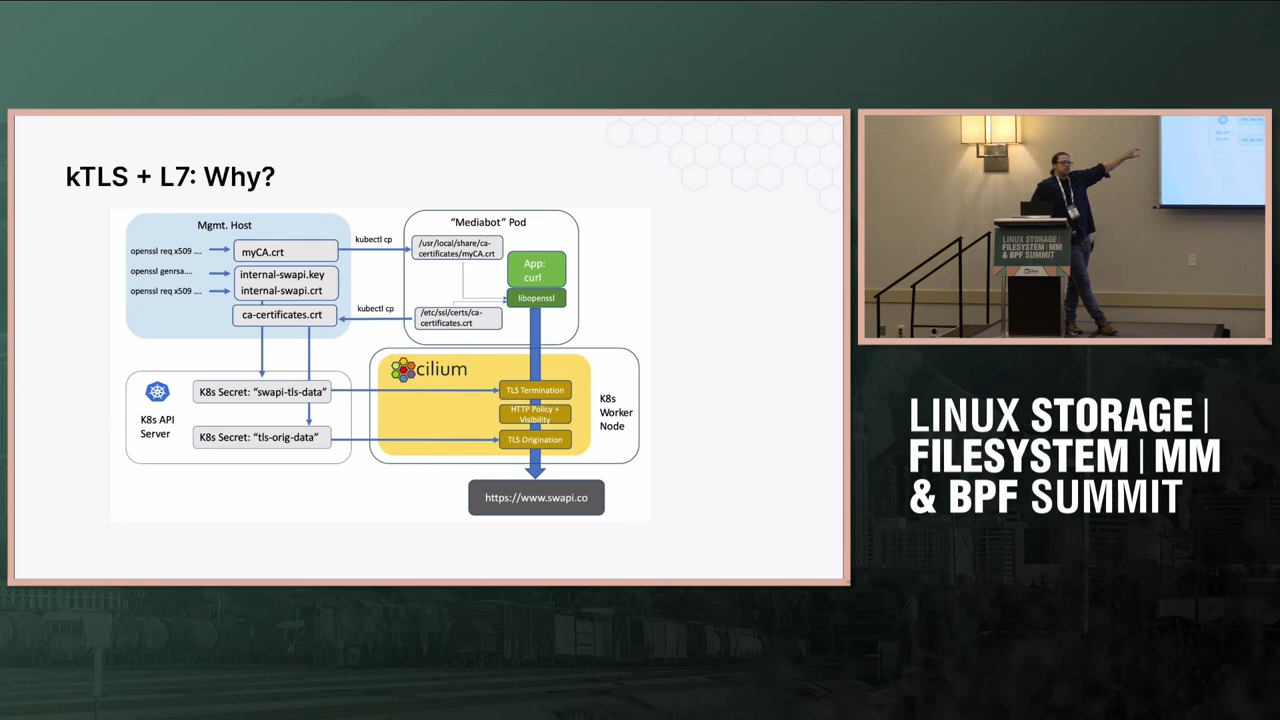 kTLS + L7: Why?
Mgmt. Host
openssl req x509 ....
myCA.crt
openssl genrsa....
internal-swapi.key
openssl req x509 ....
internal-swapi.crt
ca-certificates.crt
kubectl cp
kubectl cp
"Mediabot" Pod
/usr/local/share/ca-
certificates/myCA.crt
App:
curl
libopenssl
/etc/ssl/certs/ca-
certificates.crt
K8s API
Server
K8s Secret: "swapi-tls-data"
K8s Secret: "tls-orig-data"
cilium
TLS Termination
HTTP Policy +
Visibility
TLS Origination
K8s
Worker
Node
https://www.swapi.co
LINUX STORAGE |
FILESYSTEM | MM
& BPF SUMMIT
LINUX STORAGE |
FILESYSTEM | MM
& BPF SUMMIT